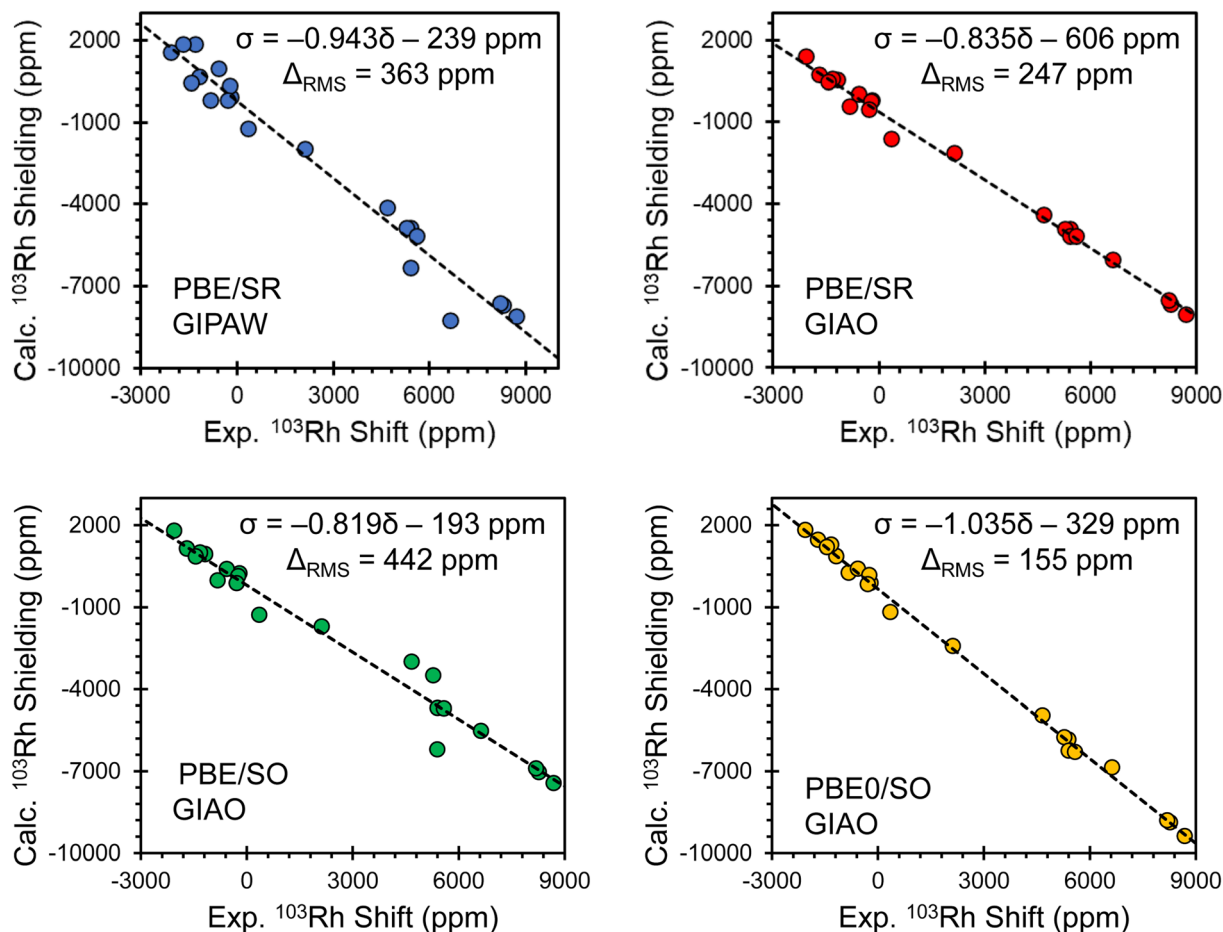 σ = –0.943δ – 239 ppm
ΔRMS = 363 ppm
2000
-1000
-4000
-7000
-10000
Calc. ¹⁰³Rh Shielding (ppm)
PBE/SR
GIPAW
-3000 0 3000 6000 9000
Exp. ¹⁰³Rh Shift (ppm)
σ = –0.835δ – 606 ppm
ΔRMS = 247 ppm
2000
-1000
-4000
-7000
-10000
Calc. ¹⁰³Rh Shielding (ppm)
PBE/SR
GIAO
-3000 0 3000 6000 9000
Exp. ¹⁰³Rh Shift (ppm)
σ = –0.819δ – 193 ppm
ΔRMS = 442 ppm
2000
-1000
-4000
-7000
-10000
Calc. ¹⁰³Rh Shielding (ppm)
PBE/SO
GIAO
-3000 0 3000 6000 9000
Exp. ¹⁰³Rh Shift (ppm)
σ = –1.035δ – 329 ppm
ΔRMS = 155 ppm
2000
-1000
-4000
-7000
-10000
Calc. ¹⁰³Rh Shielding (ppm)
PBE0/SO
GIAO
-3000 0 3000 6000 9000
Exp. ¹⁰³Rh Shift (ppm)